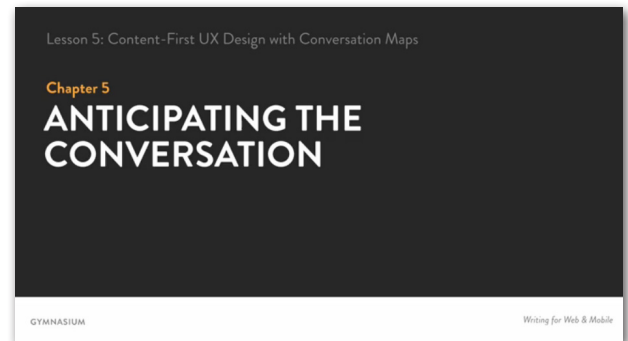 Lesson 5: Content-First UX Design with Conversation Maps
Chapter 5
ANTICIPATING THE
CONVERSATION
GYMNASIUM
Writing for Web & Mobile